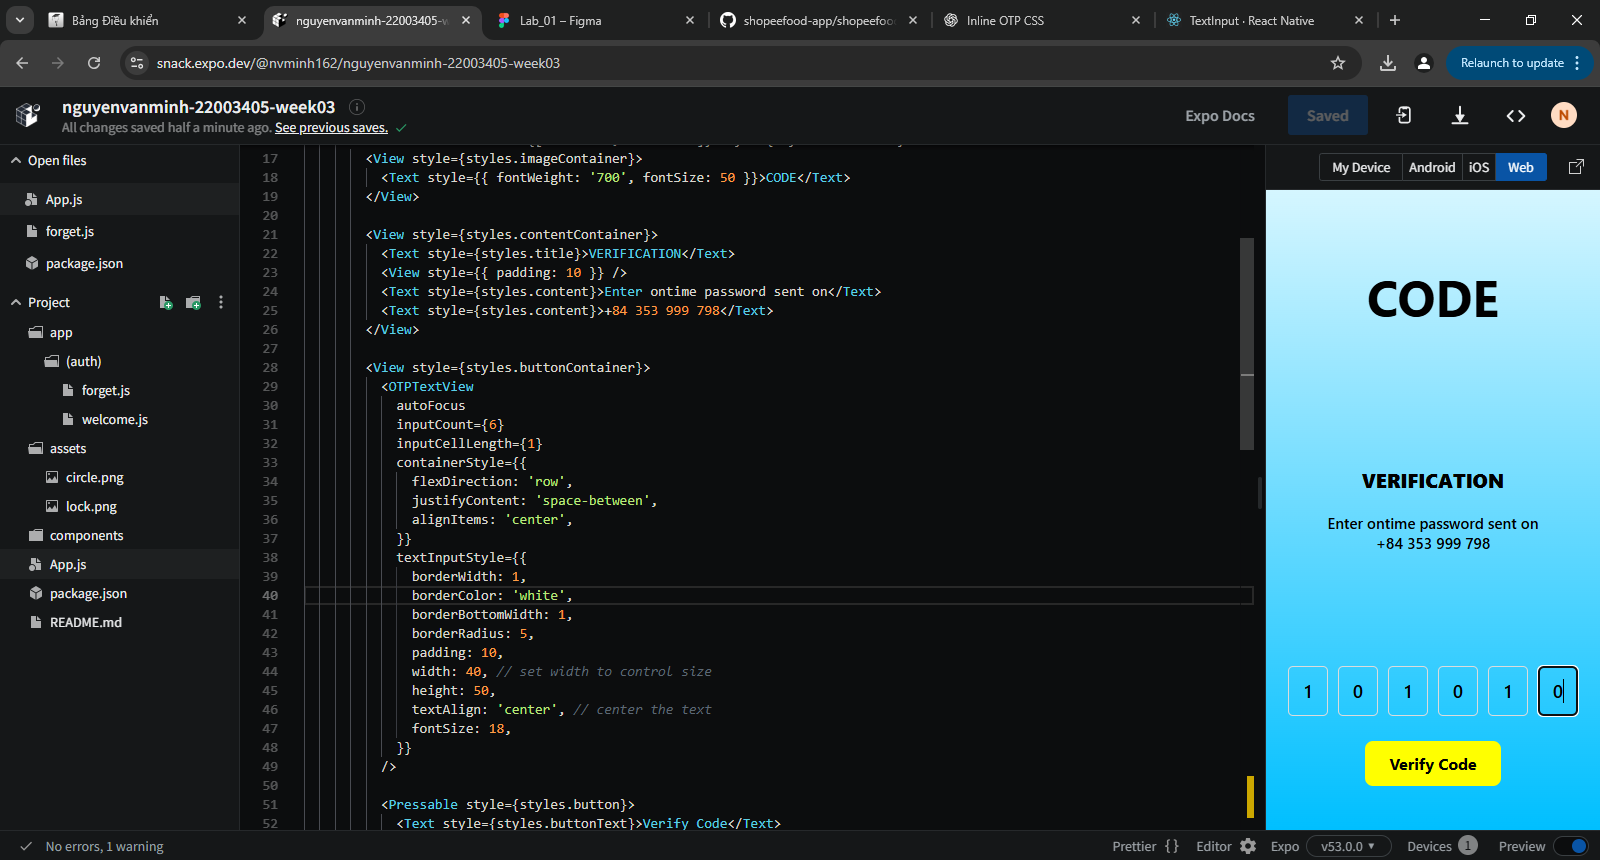 Bảng Điều khiển
nguyenvanminh-22003405-w
Lab_01 – Figma
shopeefood-app/shopeefoo
Inline OTP CSS
TextInput · React Native
snack.expo.dev/@nvminh162/nguyenvanminh-22003405-week03
Relaunch to update
nguyenvanminh-22003405-week03
All changes saved half a minute ago. See previous saves.
Expo Docs
Saved
N
Open files
App.js
forget.js
package.json
Project
app
(auth)
forget.js
welcome.js
assets
circle.png
lock.png
components
App.js
package.json
README.md
17 <View style={styles.imageContainer}>
18 <Text style={{ fontWeight: '700', fontSize: 50 }}>CODE</Text>
19 </View>
20
21 <View style={styles.contentContainer}>
22 <Text style={styles.title}>VERIFICATION</Text>
23 <View style={{ padding: 10 }} />
24 <Text style={styles.content}>Enter ontime password sent on</Text>
25 <Text style={styles.content}>+84 353 999 798</Text>
26 </View>
27
28 <View style={styles.buttonContainer}>
29 <OTPTextView
30 autoFocus
31 inputCount={6}
32 inputCellLength={1}
33 containerStyle={{
34 flexDirection: 'row',
35 justifyContent: 'space-between',
36 alignItems: 'center',
37 }}
38 textInputStyle={{
39 borderWidth: 1,
40 borderColor: 'white',
41 borderBottomWidth: 1,
42 borderRadius: 5,
43 padding: 10,
44 width: 40, // set width to control size
45 height: 50,
46 textAlign: 'center', // center the text
47 fontSize: 18,
48 }}
49 />
50
51 <Pressable style={styles.button}>
52 <Text style={styles.buttonText}>Verify Code</Text>
My Device
Android
iOS
Web
CODE
VERIFICATION
Enter ontime password sent on
+84 353 999 798
1 0 1 0 1 0
Verify Code
No errors, 1 warning
Prettier {}
Editor
Expo
v53.0.0
Devices 1
Preview